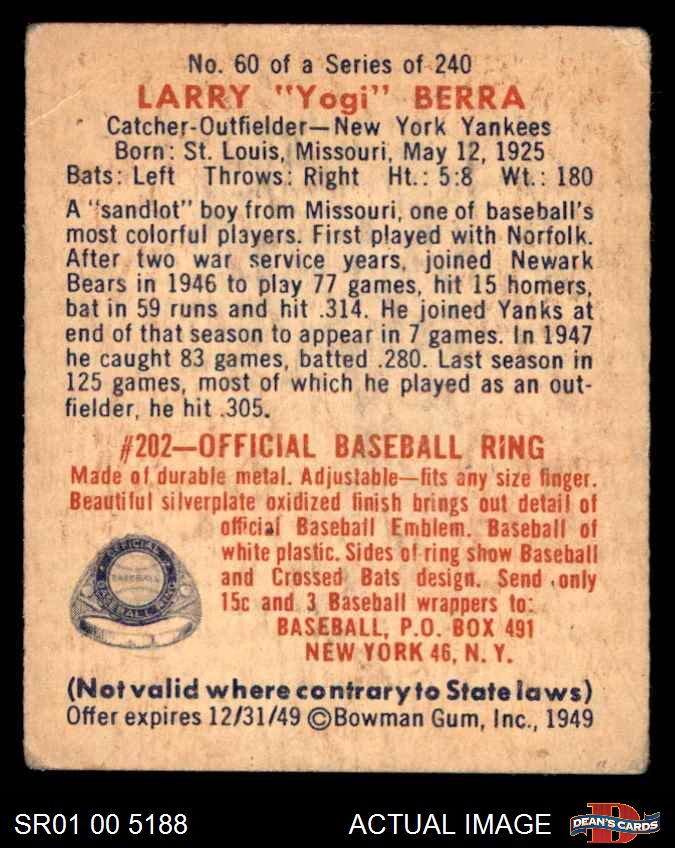 No. 60 of a Series of 240
LARRY "Yogi" BERRA
Catcher-Outfielder—New York Yankees
Born: St. Louis, Missouri, May 12, 1925
Bats: Left Throws: Right Ht.: 5:8 Wt.: 180
A "sandlot" boy from Missouri, one of baseball's
most colorful players. First played with Norfolk.
After two war service years, joined Newark
Bears in 1946 to play 77 games, hit 15 homers,
bat in 59 runs and hit .314. He joined Yanks at
end of that season to appear in 7 games. In 1947
he caught 83 games, batted .280. Last season in
125 games, most of which he played as an out-
fielder, he hit .305.
#202—OFFICIAL BASEBALL RING
Made of durable metal. Adjustable—fits any size finger.
Beautiful silverplate oxidized finish brings out detail of
official Baseball Emblem. Baseball of
white plastic. Sides of ring show Baseball
and Crossed Bats design. Send only
15c and 3 Baseball wrappers to:
BASEBALL, P.O. BOX 491
NEW YORK 46, N. Y.
OFFICIAL
BASEBALL
BASEBALL RING
(Not valid where contrary to State laws)
Offer expires 12/31/49 ©Bowman Gum, Inc., 1949
SR01 00 5188
ACTUAL IMAGE
D
DEAN'S CARDS